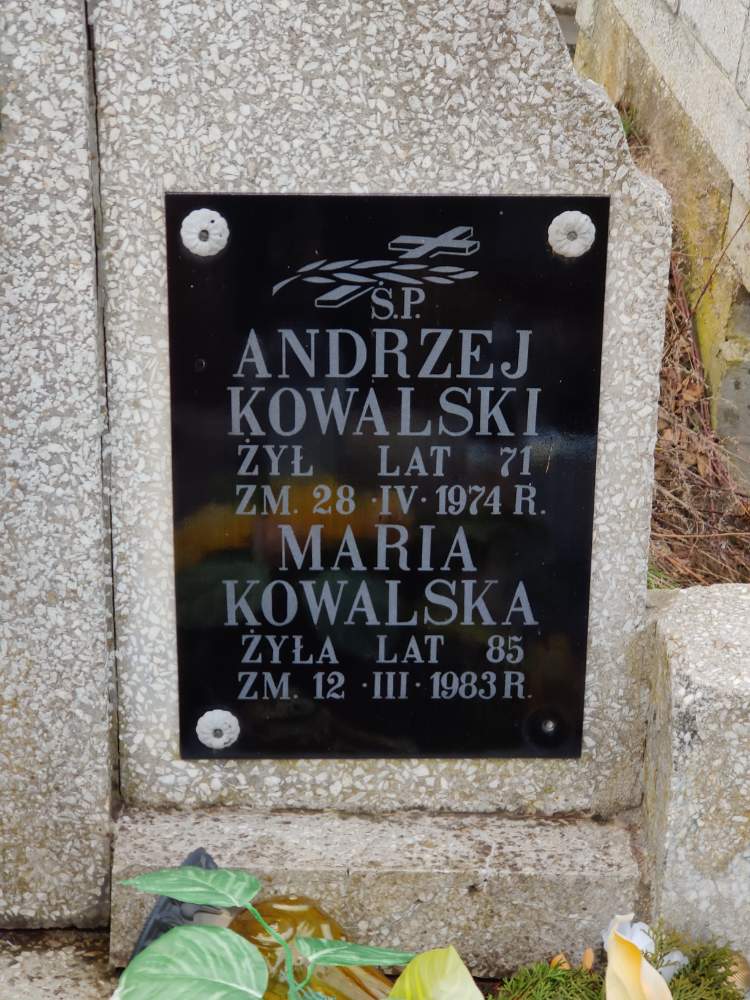 Ś.P.
ANDRZEJ
KOWALSKI
ŻYŁ LAT 71
ZM. 28 ·IV· 1974 R.
MARIA
KOWALSKA
ŻYŁA LAT 85
ZM. 12 ·III· 1983 R.